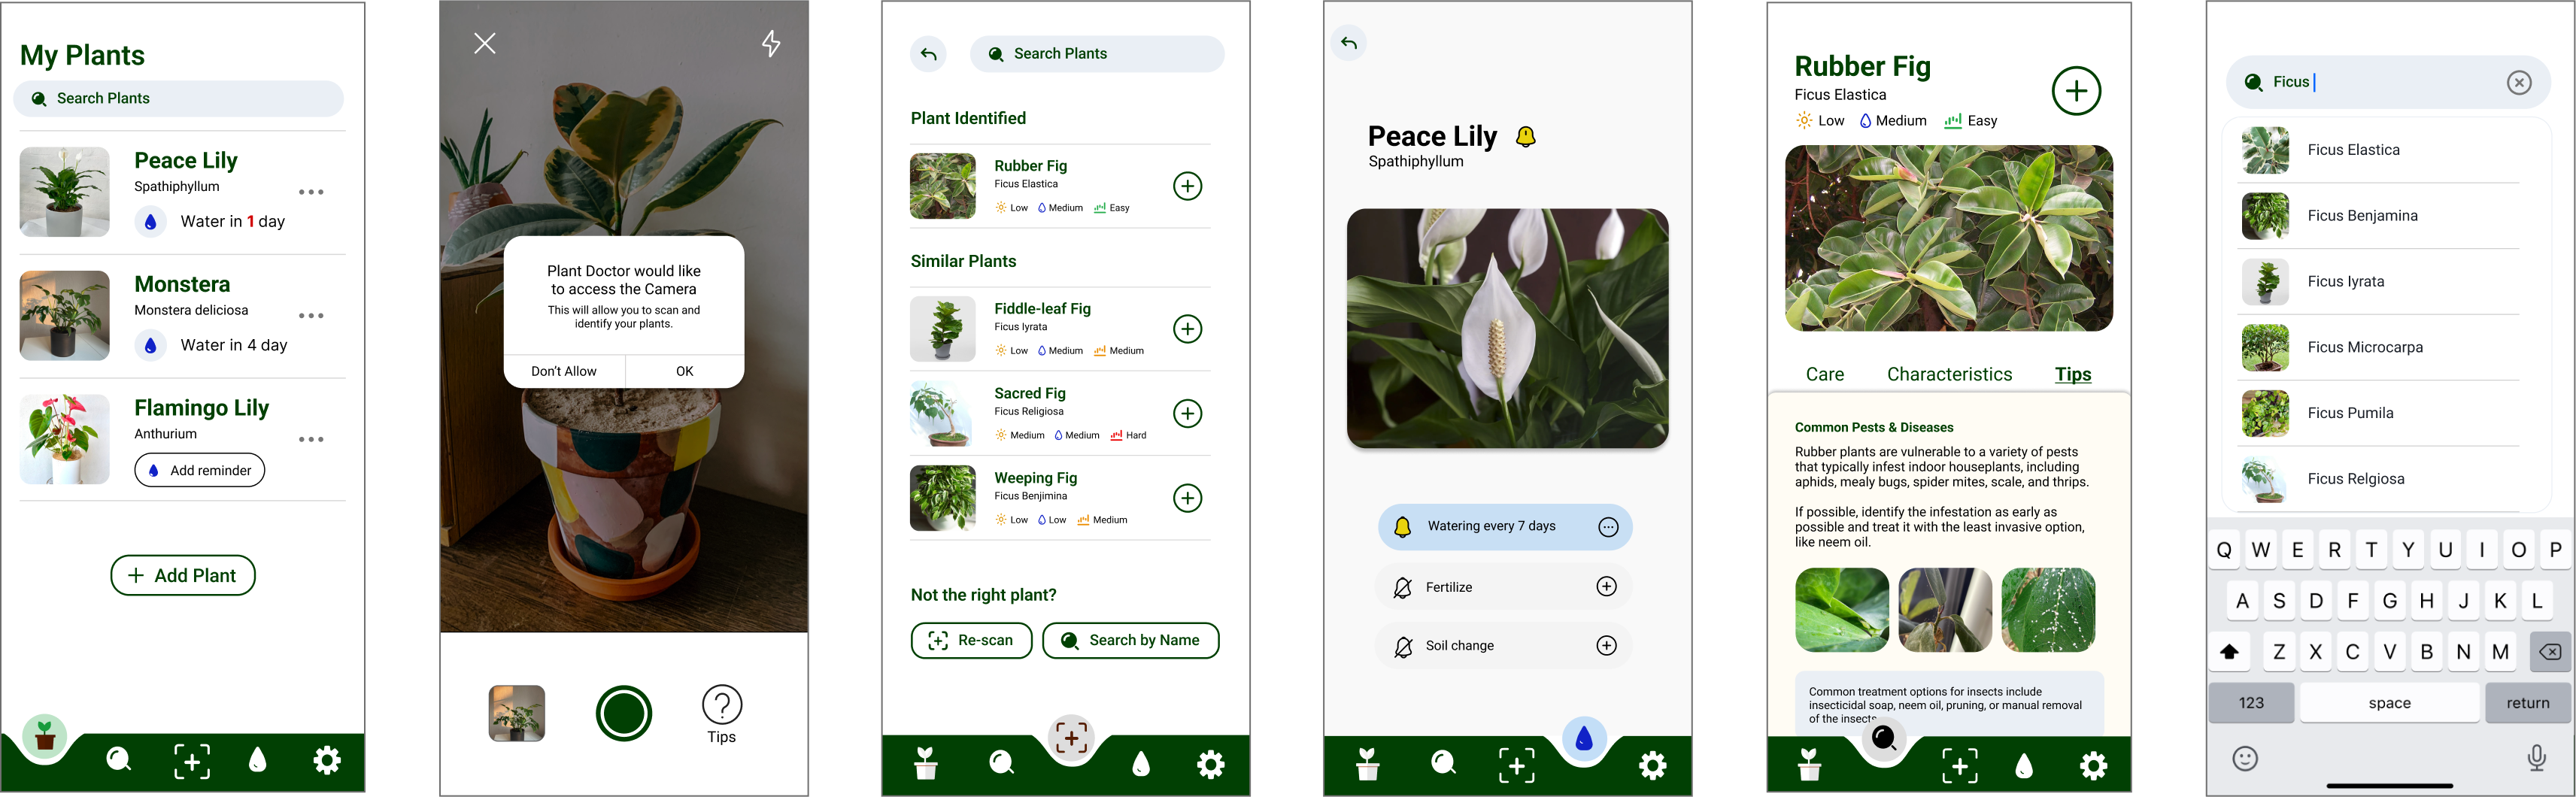 My Plants
Search Plants
Peace Lily
Spathiphyllum
Water in 1 day
Monstera
Monstera deliciosa
Water in 4 day
Flamingo Lily
Anthurium
Add reminder
+ Add Plant
Plant Doctor would like
to access the Camera
This will allow you to scan and
identify your plants.
Don't Allow
OK
?
Tips
Search Plants
Plant Identified
Rubber Fig
Ficus Elastica
Low Medium Easy
Similar Plants
Fiddle-leaf Fig
Ficus lyrata
Low Medium Medium
Sacred Fig
Ficus Religiosa
Medium Medium Hard
Weeping Fig
Ficus Benjimina
Low Low Medium
Not the right plant?
Re-scan
Search by Name
Peace Lily
Spathiphyllum
Watering every 7 days
Fertilize
Soil change
Rubber Fig
Ficus Elastica
Low Medium Easy
Care Characteristics Tips
Common Pests & Diseases
Rubber plants are vulnerable to a variety of pests
that typically infest indoor houseplants, including
aphids, mealy bugs, spider mites, scale, and thrips.
If possible, identify the infestation as early as
possible and treat it with the least invasive option,
like neem oil.
Common treatment options for insects include
insecticidal soap, neem oil, pruning, or manual removal
of the insects
Ficus
Ficus Elastica
Ficus Benjamina
Ficus lyrata
Ficus Microcarpa
Ficus Pumila
Ficus Relgiosa
Q W E R T Y U I O P
A S D F G H J K L
Z X C V B N M
123 space return